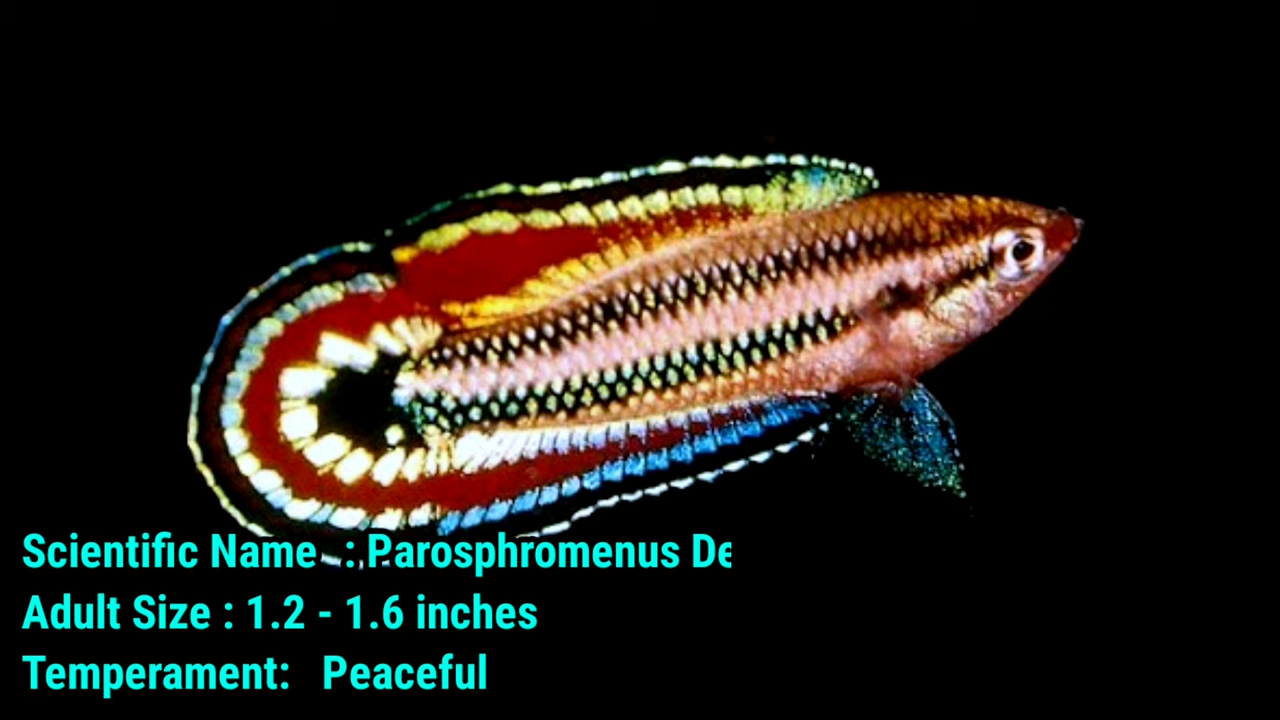 Scientific Name : Parosphromenus De
Adult Size : 1.2 - 1.6 inches
Temperament: Peaceful